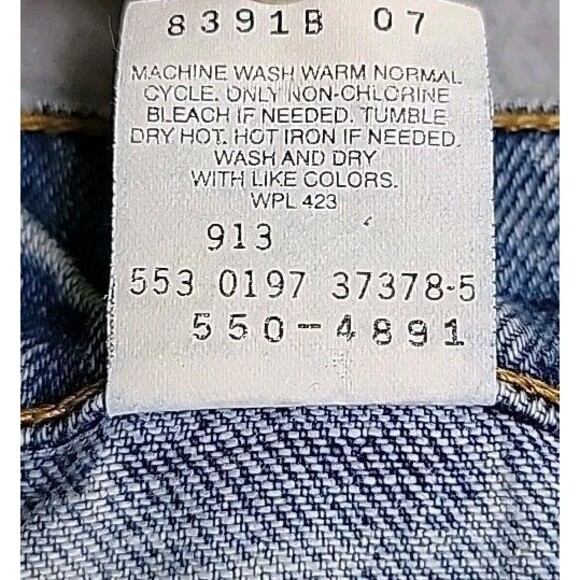 8391B 07
MACHINE WASH WARM NORMAL
CYCLE. ONLY NON-CHLORINE
BLEACH IF NEEDED. TUMBLE
DRY HOT. HOT IRON IF NEEDED.
WASH AND DRY
WITH LIKE COLORS.
WPL 423
913
553 0197 37378-5
550-4891